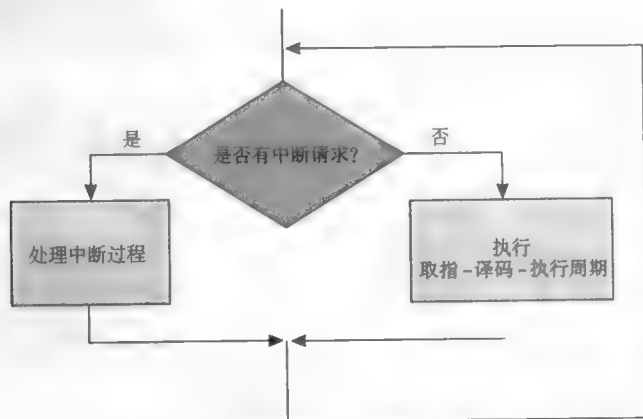 是否有中断请求?
是
否
处理中断过程
执行
取指-译码-执行周期